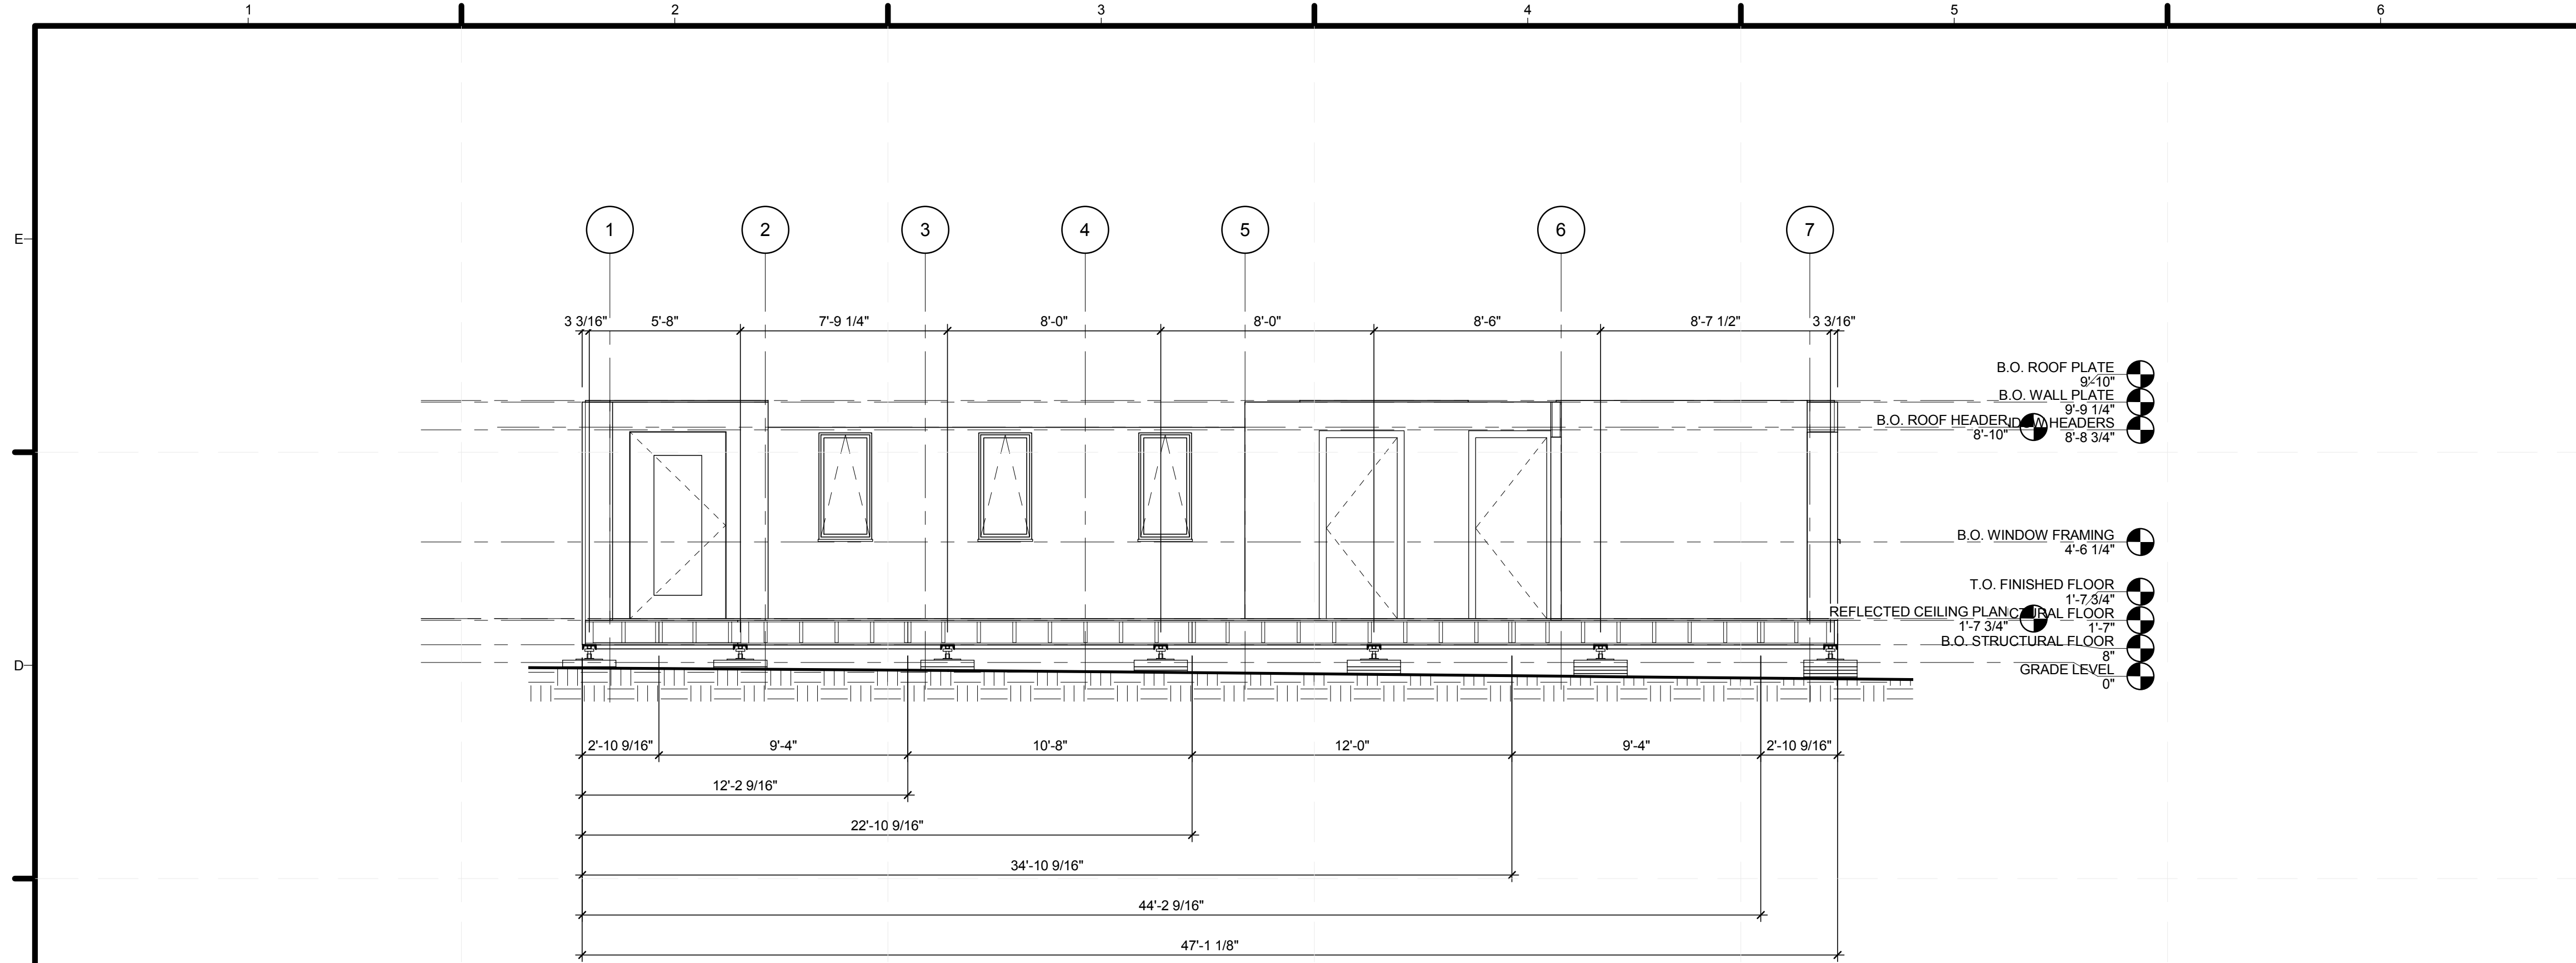 1 2 3 4 5 6
E
1 2 3 4 5 6 7
3 3/16" 5'-8" 7'-9 1/4" 8'-0" 8'-0" 8'-6" 8'-7 1/2" 3 3/16"
B.O. ROOF PLATE
9'-10"
B.O. WALL PLATE
9'-9 1/4"
B.O. ROOF HEADER HEADERS
8'-10" 8'-8 3/4"
B.O. WINDOW FRAMING
4'-6 1/4"
T.O. FINISHED FLOOR
1'-7 3/4"
REFLECTED CEILING PLAN FLOOR
1'-7 3/4" 1'-7"
B.O. STRUCTURAL FLOOR
8"
D
GRADE LEVEL
0"
2'-10 9/16" 9'-4" 10'-8" 12'-0" 9'-4" 2'-10 9/16"
12'-2 9/16"
22'-10 9/16"
34'-10 9/16"
44'-2 9/16"
47'-1 1/8"